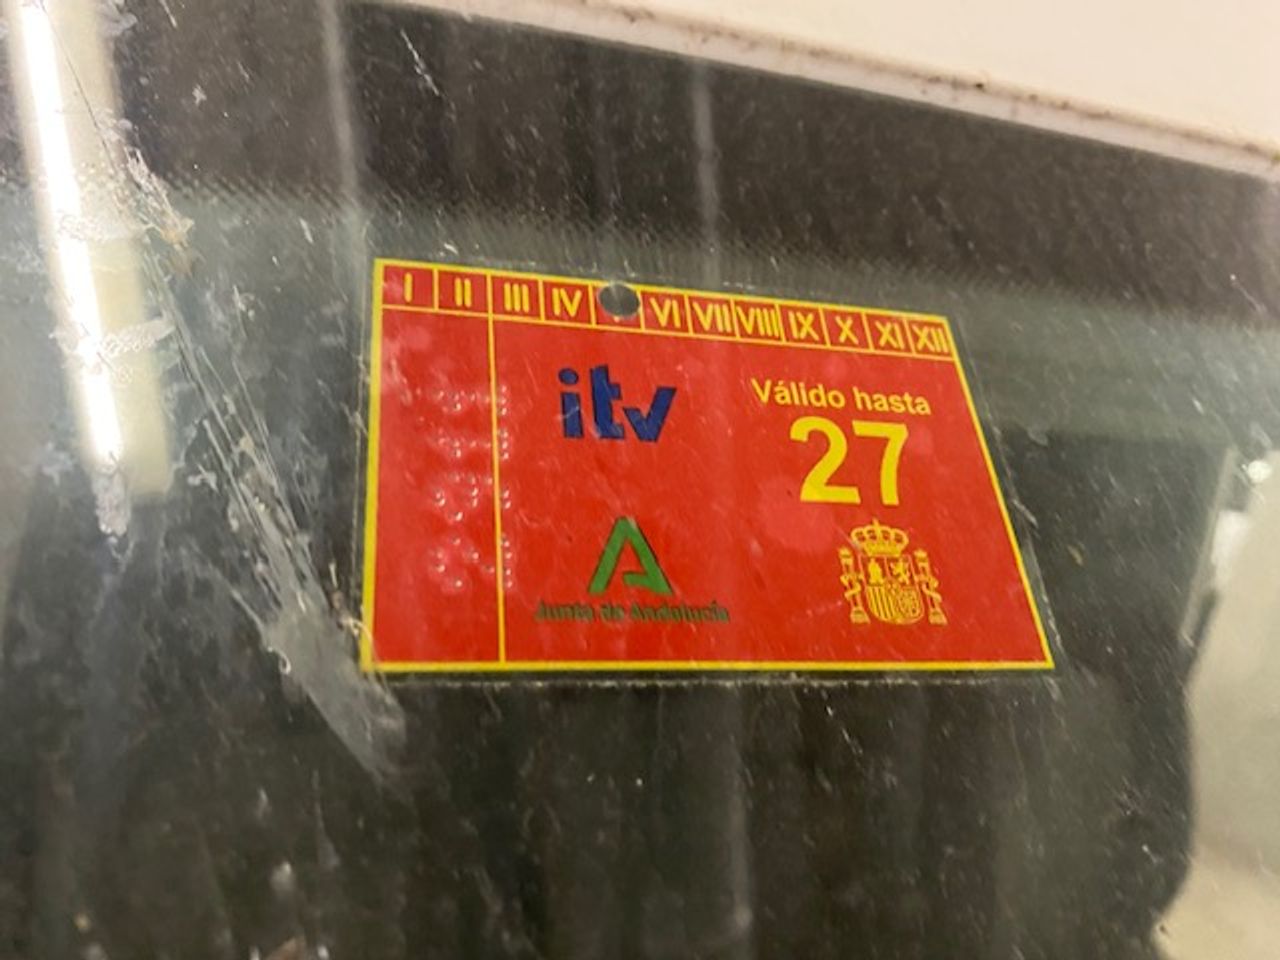 I II III IV VI VII VIII IX X XI XII
itv
Válido hasta
27
Junta de Andalucía